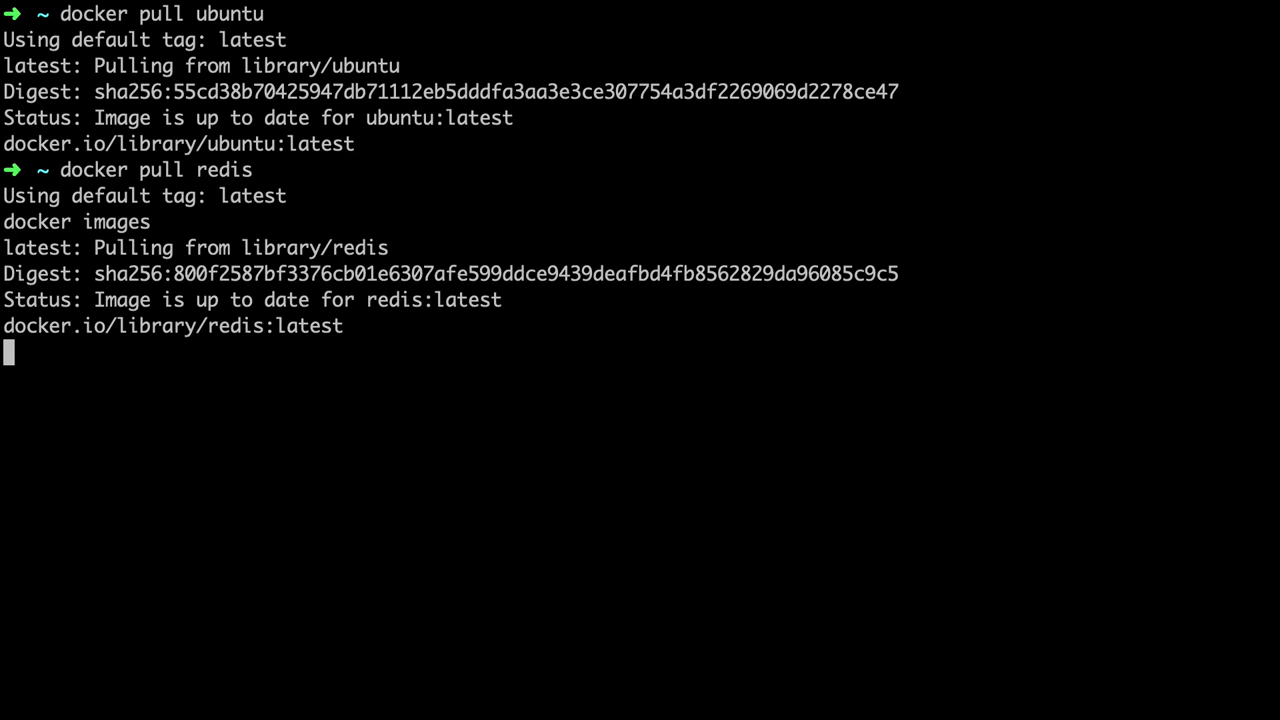 ➜ ~ docker pull ubuntu
Using default tag: latest
latest: Pulling from library/ubuntu
Digest: sha256:55cd38b70425947db71112eb5dddfa3aa3e3ce307754a3df2269069d2278ce47
Status: Image is up to date for ubuntu:latest
docker.io/library/ubuntu:latest
➜ ~ docker pull redis
Using default tag: latest
docker images
latest: Pulling from library/redis
Digest: sha256:800f2587bf3376cb01e6307afe599ddce9439deafbd4fb8562829da96085c9c5
Status: Image is up to date for redis:latest
docker.io/library/redis:latest